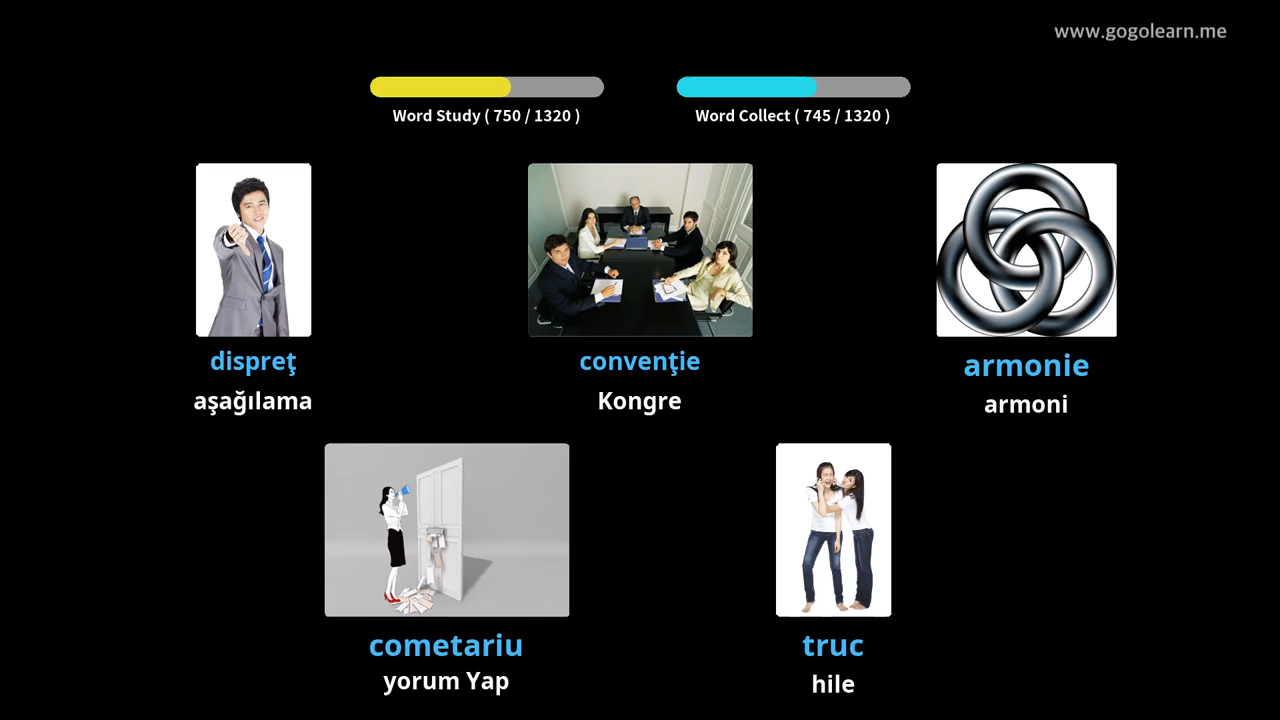 www.gogolearn.me
Word Study ( 750 / 1320 )
Word Collect ( 745 / 1320 )
dispreţ
aşağılama
convenţie
Kongre
armonie
armoni
cometariu
yorum Yap
truc
hile